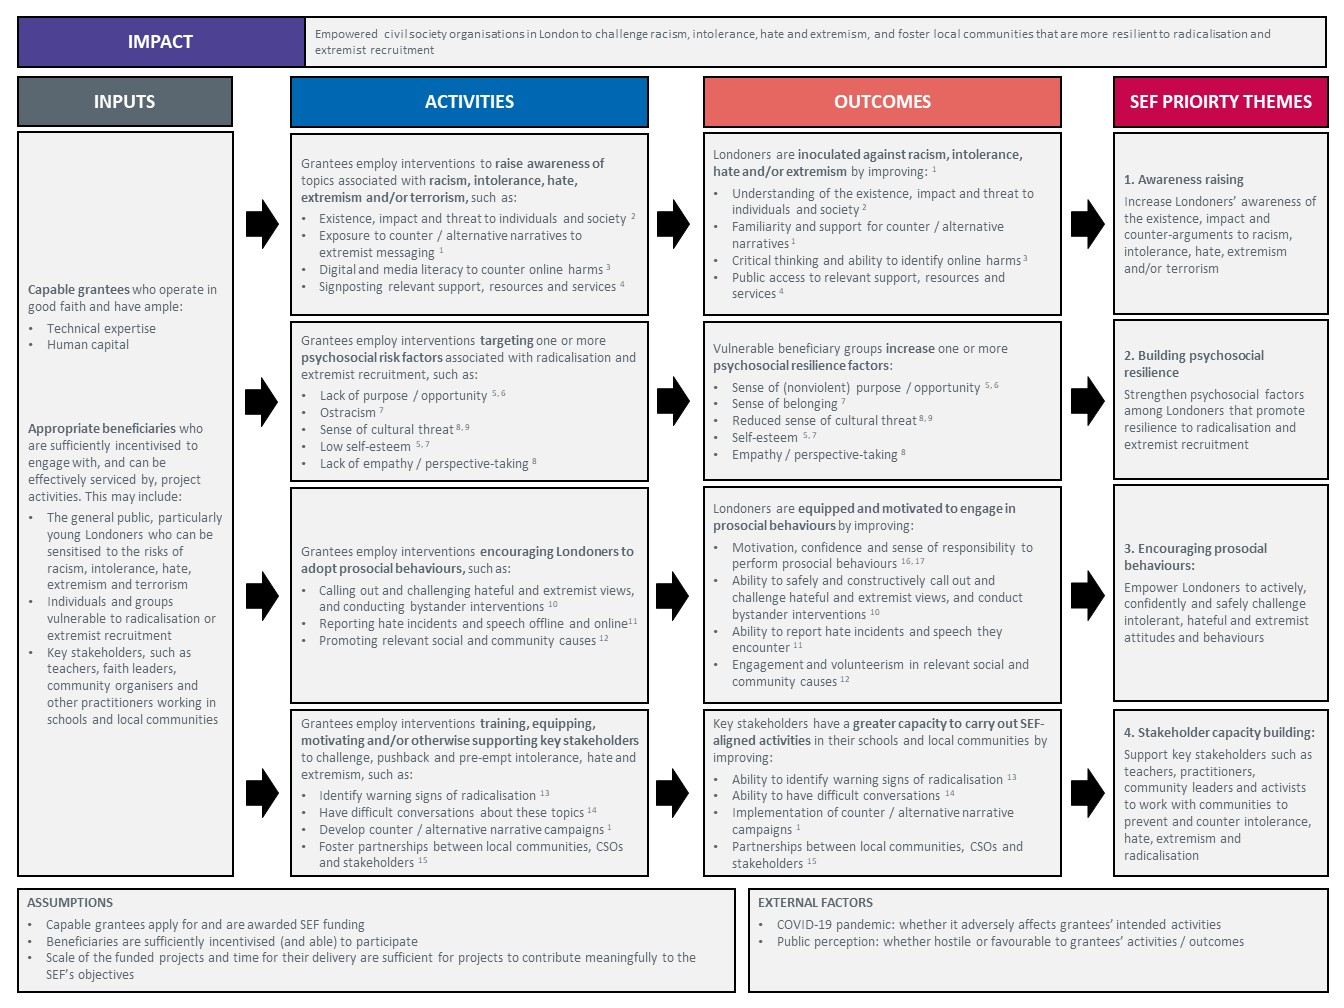 IMPACT
Empowered civil society organisations in London to challenge racism, intolerance, hate and extremism, and foster local communities that are more resilient to radicalisation and
extremist recruitment
INPUTS
ACTIVITIES
OUTCOMES
SEF PRIOIRTY THEMES
Capable grantees who operate in
good faith and have ample:
• Technical expertise
• Human capital
Appropriate beneficiaries who
are sufficiently incentivised to
engage with, and can be
effectively serviced by, project
activities. This may include:
• The general public, particularly
young Londoners who can be
sensitised to the risks of
racism, intolerance, hate,
extremism and terrorism
• Individuals and groups
vulnerable to radicalisation or
extremist recruitment
• Key stakeholders, such as
teachers, faith leaders,
community organisers and
other practitioners working in
schools and local communities
Grantees employ interventions to raise awareness of
topics associated with racism, intolerance, hate,
extremism and/or terrorism, such as:
• Existence, impact and threat to individuals and society 2
• Exposure to counter / alternative narratives to
extremist messaging 1
• Digital and media literacy to counter online harms 3
• Signposting relevant support, resources and services 4
Londoners are inoculated against racism, intolerance,
hate and/or extremism by improving: 1
• Understanding of the existence, impact and threat to
individuals and society 2
• Familiarity and support for counter / alternative
narratives 1
• Critical thinking and ability to identify online harms 3
• Public access to relevant support, resources and
services 4
1. Awareness raising
Increase Londoners' awareness of
the existence, impact and
counter-arguments to racism,
intolerance, hate, extremism
and/or terrorism
Grantees employ interventions targeting one or more
psychosocial risk factors associated with radicalisation and
extremist recruitment, such as:
• Lack of purpose / opportunity 5, 6
• Ostracism 7
• Sense of cultural threat 8, 9
• Low self-esteem 5, 7
• Lack of empathy / perspective-taking 8
Vulnerable beneficiary groups increase one or more
psychosocial resilience factors:
• Sense of (nonviolent) purpose / opportunity 5, 6
• Sense of belonging 7
• Reduced sense of cultural threat 8, 9
• Self-esteem 5, 7
• Empathy / perspective-taking 8
2. Building psychosocial
resilience
Strengthen psychosocial factors
among Londoners that promote
resilience to radicalisation and
extremist recruitment
Grantees employ interventions encouraging Londoners to
adopt prosocial behaviours, such as:
• Calling out and challenging hateful and extremist views,
and conducting bystander interventions 10
• Reporting hate incidents and speech offline and online 11
• Promoting relevant social and community causes 12
Londoners are equipped and motivated to engage in
prosocial behaviours by improving:
• Motivation, confidence and sense of responsibility to
perform prosocial behaviours 16, 17
• Ability to safely and constructively call out and
challenge hateful and extremist views, and conduct
bystander interventions 10
• Ability to report hate incidents and speech they
encounter 11
• Engagement and volunteerism in relevant social and
community causes 12
3. Encouraging prosocial
behaviours:
Empower Londoners to actively,
confidently and safely challenge
intolerant, hateful and extremist
attitudes and behaviours
Grantees employ interventions training, equipping,
motivating and/or otherwise supporting key stakeholders
to challenge, pushback and pre-empt intolerance, hate and
extremism, such as:
• Identify warning signs of radicalisation 13
• Have difficult conversations about these topics 14
• Develop counter / alternative narrative campaigns 1
• Foster partnerships between local communities, CSOs
and stakeholders 15
Key stakeholders have a greater capacity to carry out SEF-
aligned activities in their schools and local communities by
improving:
• Ability to identify warning signs of radicalisation 13
• Ability to have difficult conversations 14
• Implementation of counter / alternative narrative
campaigns 1
• Partnerships between local communities, CSOs and
stakeholders 15
4. Stakeholder capacity building:
Support key stakeholders such as
teachers, practitioners,
community leaders and activists
to work with communities to
prevent and counter intolerance,
hate, extremism and
radicalisation
ASSUMPTIONS
• Capable grantees apply for and are awarded SEF funding
• Beneficiaries are sufficiently incentivised (and able) to participate
• Scale of the funded projects and time for their delivery are sufficient for projects to contribute meaningfully to the
SEF's objectives
EXTERNAL FACTORS
• COVID-19 pandemic: whether it adversely affects grantees' intended activities
• Public perception: whether hostile or favourable to grantees' activities / outcomes